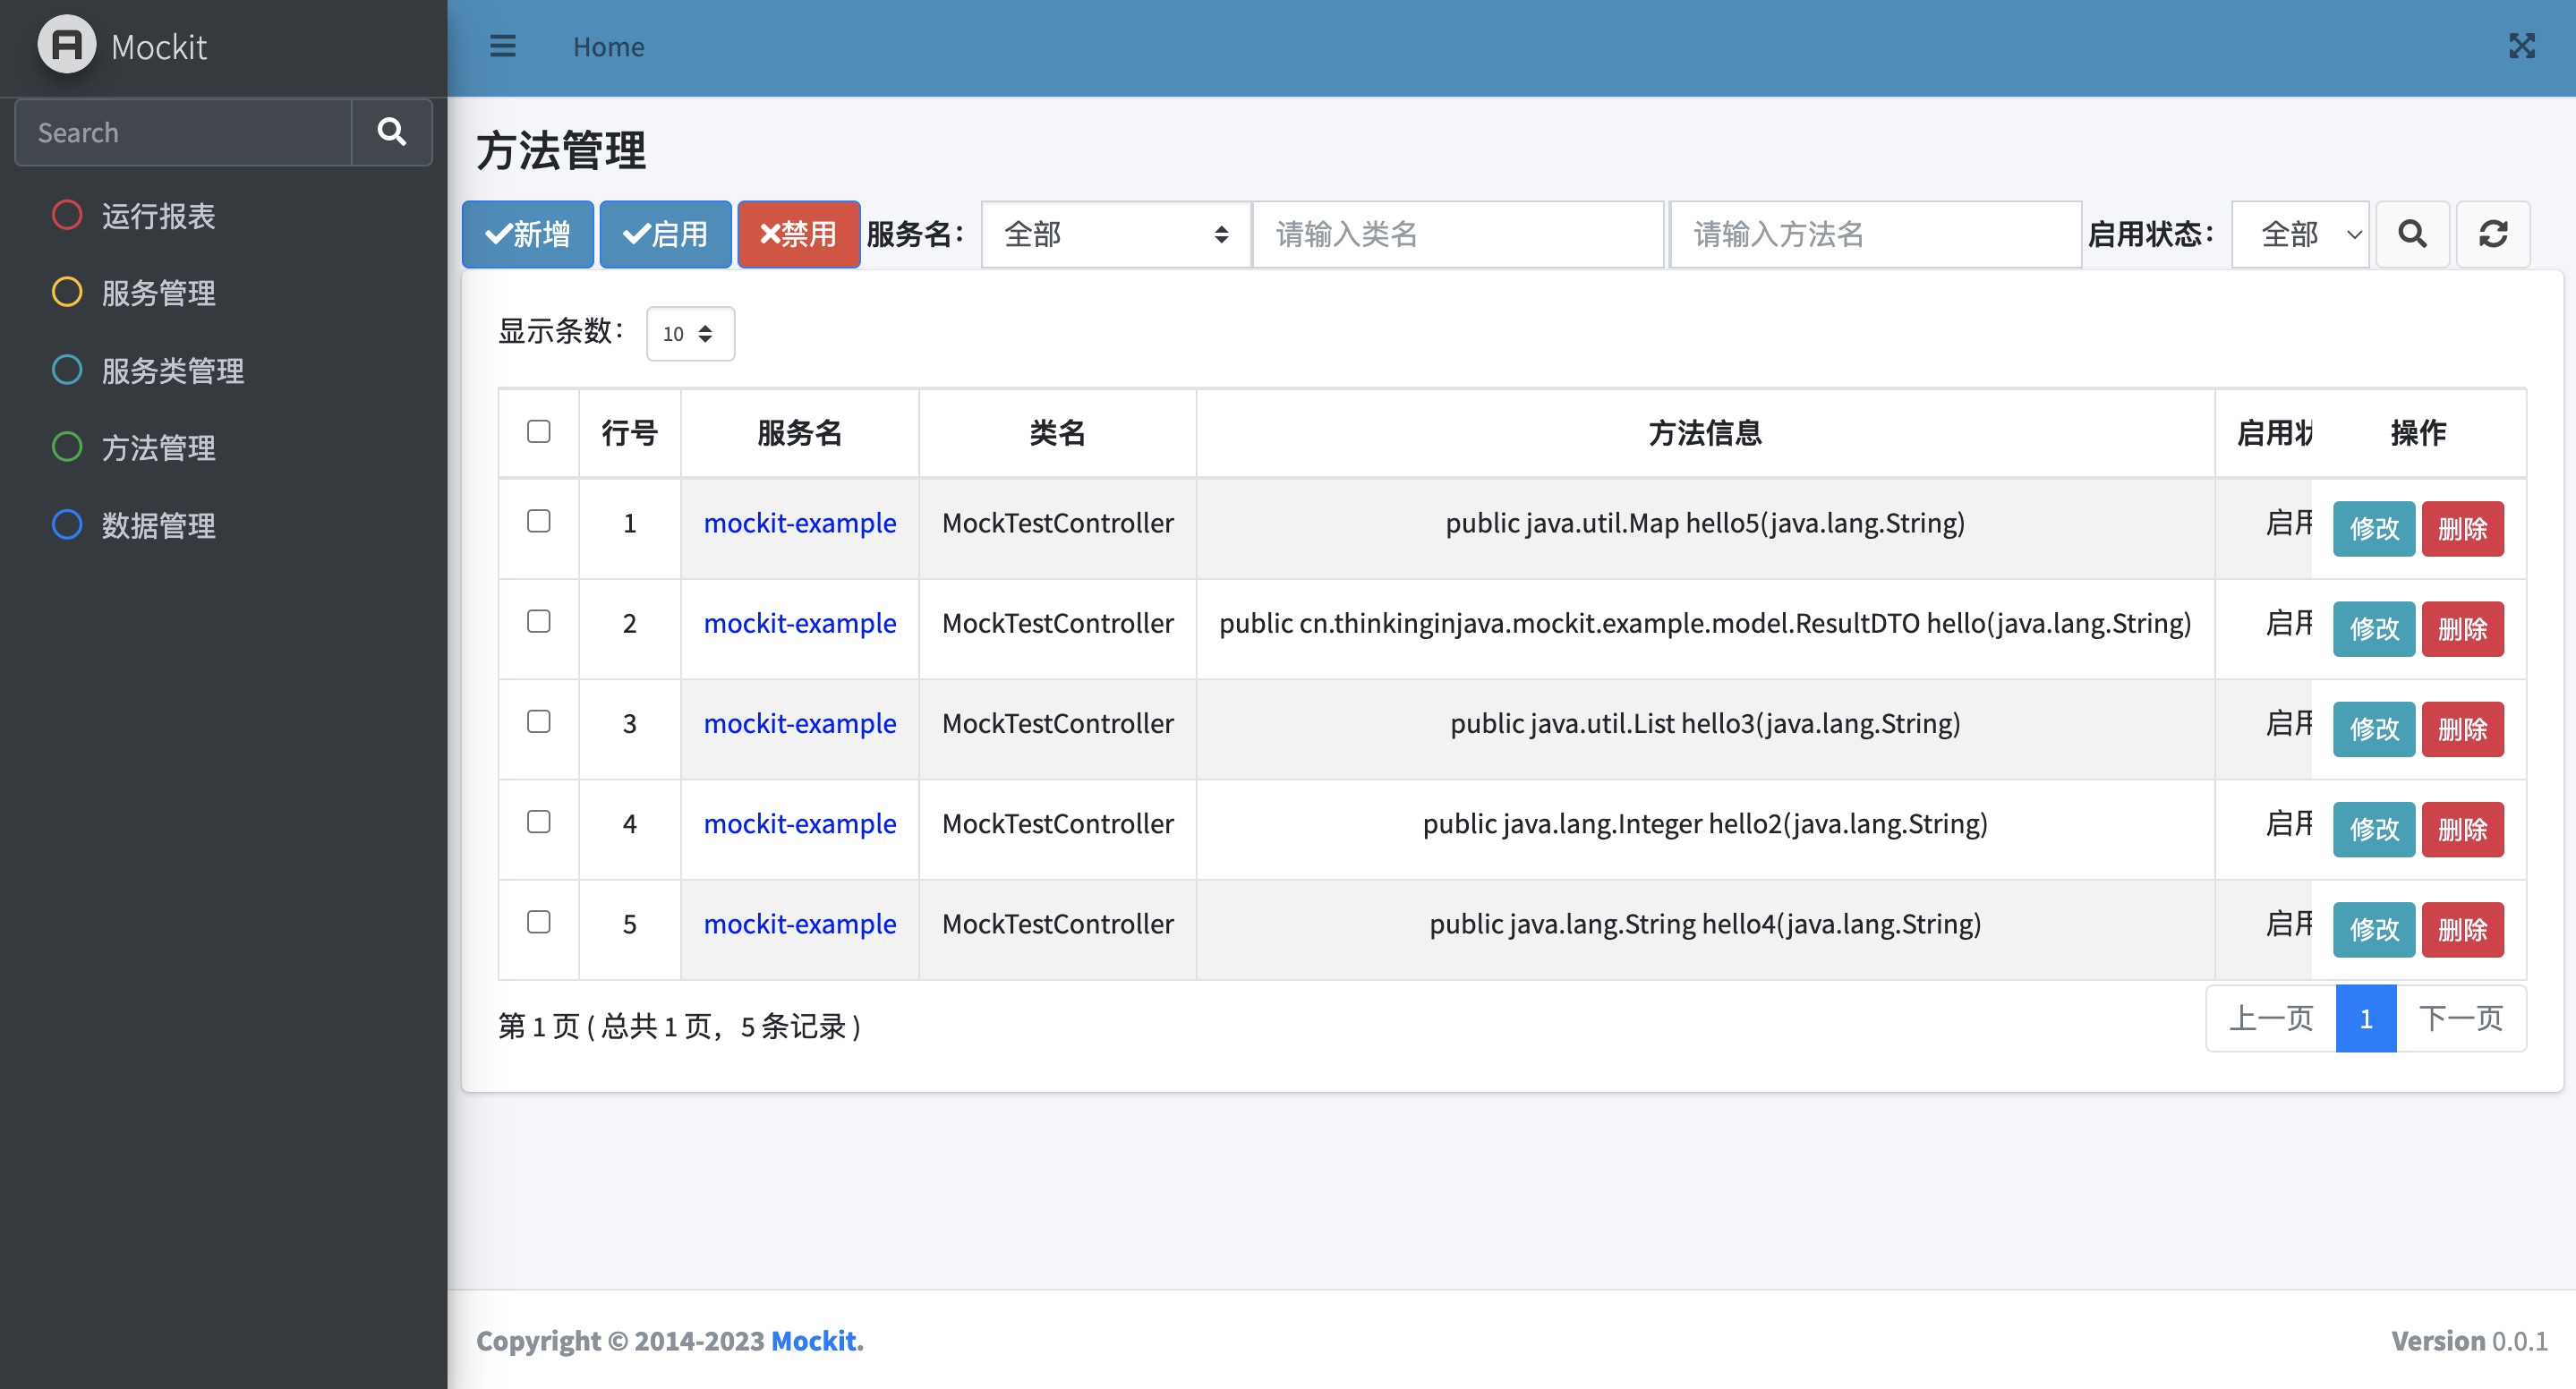 Mockit
Home
Search
运行报表
服务管理
服务类管理
方法管理
数据管理
方法管理
新增 启用 禁用 服务名： 全部 请输入类名 请输入方法名 启用状态： 全部
显示条数： 10
行号 服务名 类名 方法信息 启用状 操作
1 mockit-example MockTestController public java.util.Map hello5(java.lang.String) 启用 修改 删除
2 mockit-example MockTestController public cn.thinkinginjava.mockit.example.model.ResultDTO hello(java.lang.String) 启用 修改 删除
3 mockit-example MockTestController public java.util.List hello3(java.lang.String) 启用 修改 删除
4 mockit-example MockTestController public java.lang.Integer hello2(java.lang.String) 启用 修改 删除
5 mockit-example MockTestController public java.lang.String hello4(java.lang.String) 启用 修改 删除
第 1 页 ( 总共 1 页，5 条记录 )
上一页 1 下一页
Copyright © 2014-2023 Mockit.
Version 0.0.1